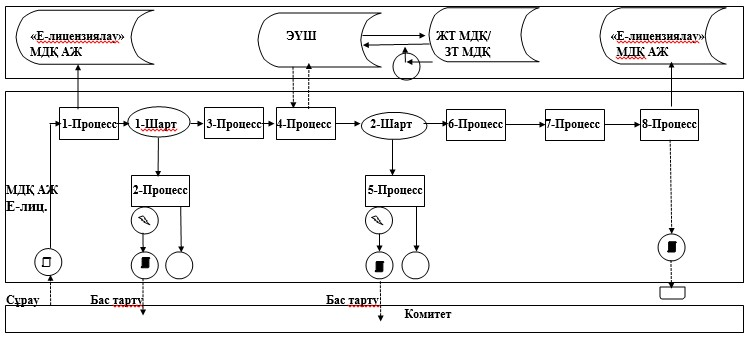 «Е-лицензиялау»
МДҚ АЖ
ЭҮШ
ЖТ МДҚ/
ЗТ МДҚ
«Е-лицензиялау»
МДҚ АЖ
1-Процесс
1-Шарт
3-Процесс
4-Процесс
2-Шарт
6-Процесс
7-Процесс
8-Процесс
2-Процесс
5-Процесс
МДҚ АЖ
Е-лиц.
Сұрау
Бас тарту
Бас тарту
Комитет